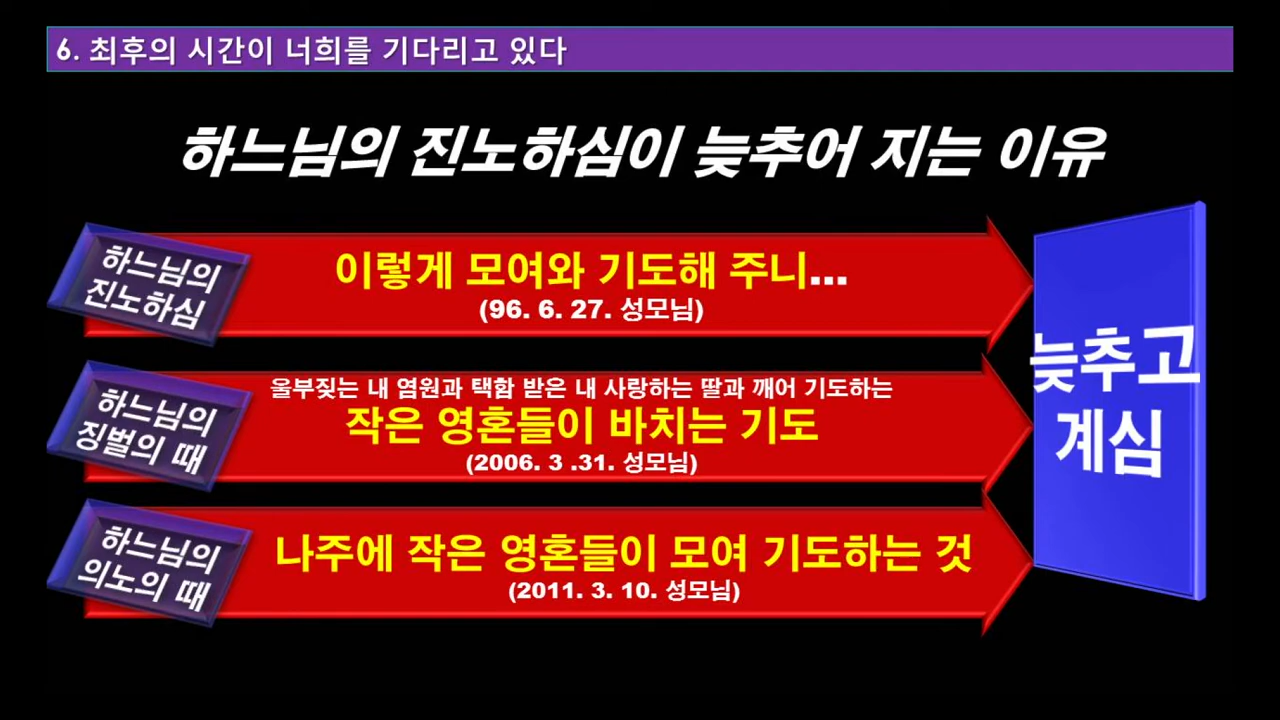 6. 최후의 시간이 너희를 기다리고 있다
하느님의 진노하심이 늦추어 지는 이유
하느님의
진노하심
이렇게 모여와 기도해 주니...
(96. 6. 27. 성모님)
하느님의
징벌의 때
울부짖는 내 염원과 택함 받은 내 사랑하는 딸과 깨어 기도하는
작은 영혼들이 바치는 기도
(2006. 3 .31. 성모님)
하느님의
의노의 때
나주에 작은 영혼들이 모여 기도하는 것
(2011. 3. 10. 성모님)
늦추고
계심